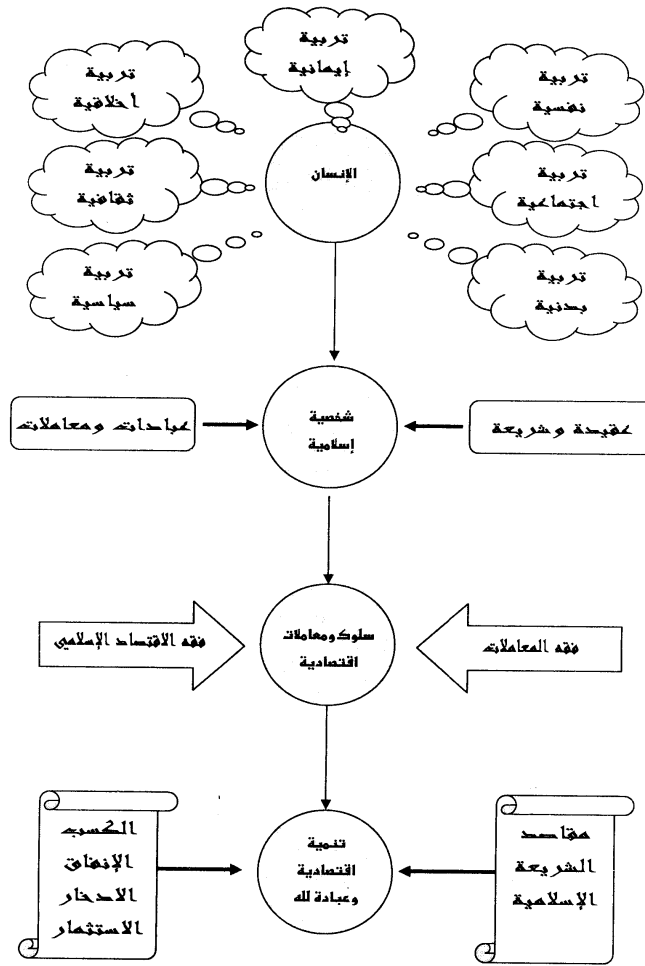 تربية
إيمانية
تربية
نفسية
تربية
أخلاقية
تربية
اجتماعية
تربية
ثقافية
تربية
بدنية
تربية
سياسية
الإنسان
عقيدة وشريعة
شخصية
إسلامية
عبادات ومعاملات
فقه المعاملات
سلوك ومعاملات
اقتصادية
فقه الاقتصاد الإسلامي
مقاصد
الشريعة
الإسلامية
تنمية
اقتصادية
وعبادة لله
الكسب
الإنفاق
الادخار
الاستثمار